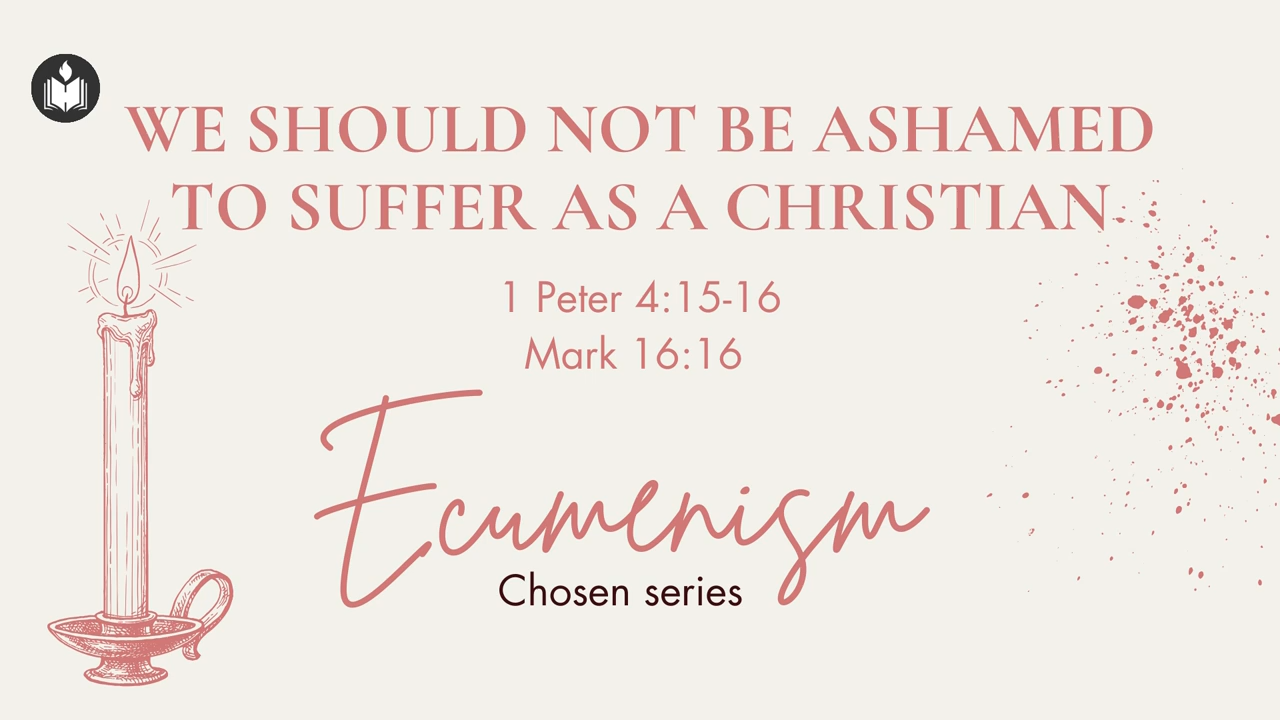 WE SHOULD NOT BE ASHAMED
TO SUFFER AS A CHRISTIAN
1 Peter 4:15-16
Mark 16:16
Ecumenism
Chosen series